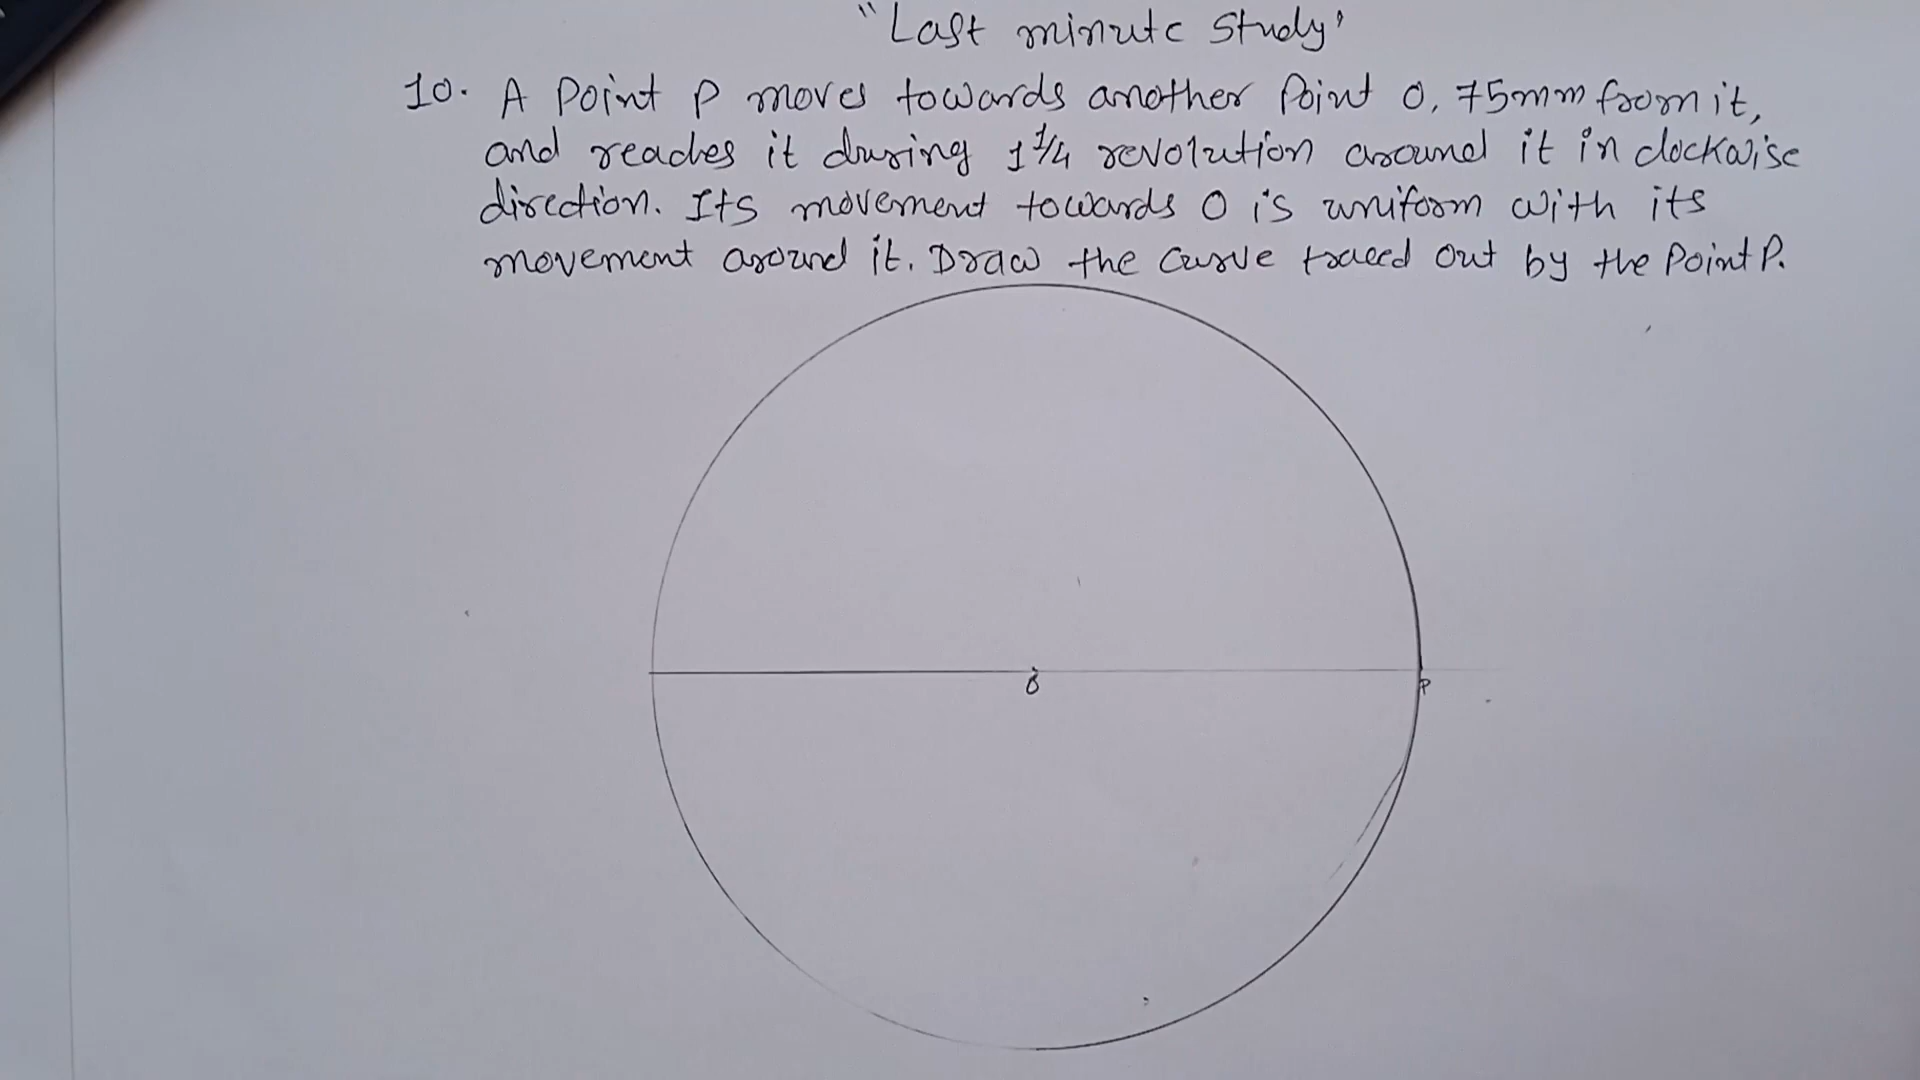 "Last minute Study'
10. A Point P moves towards another Point O, 75mm from it,
and reaches it during 1 1/4 revolution around it in clockwise
direction. Its movement towards O is uniform with its
movement around it. Draw the curve traced out by the Point P.
O
P